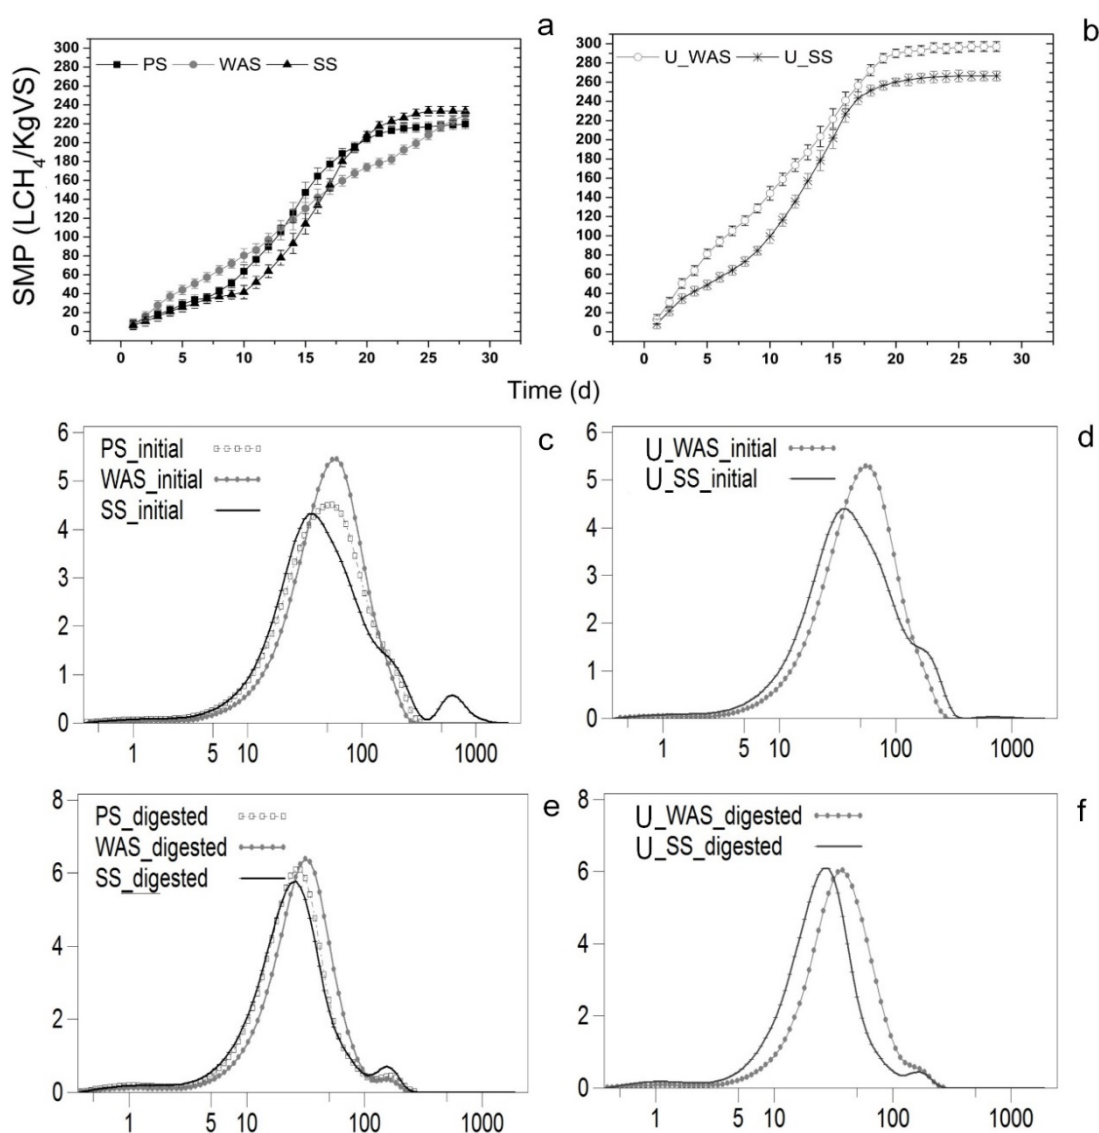 a
b
SMP (LCH4/KgVS)
300
280
260
240
220
200
180
160
140
120
100
80
60
40
20
0
PS WAS SS
0 5 10 15 20 25 30
300
280
260
240
220
200
180
160
140
120
100
80
60
40
20
0
U_WAS U_SS
0 5 10 15 20 25 30
Time (d)
c
6
5
4
3
2
1
0
PS_initial
WAS_initial
SS_initial
1 5 10 100 1000
d
6
5
4
3
2
1
0
U_WAS_initial
U_SS_initial
1 5 10 100 1000
e
8
6
4
2
0
PS_digested
WAS_digested
SS_digested
1 5 10 100 1000
f
8
6
4
2
0
U_WAS_digested
U_SS_digested
1 5 10 100 1000